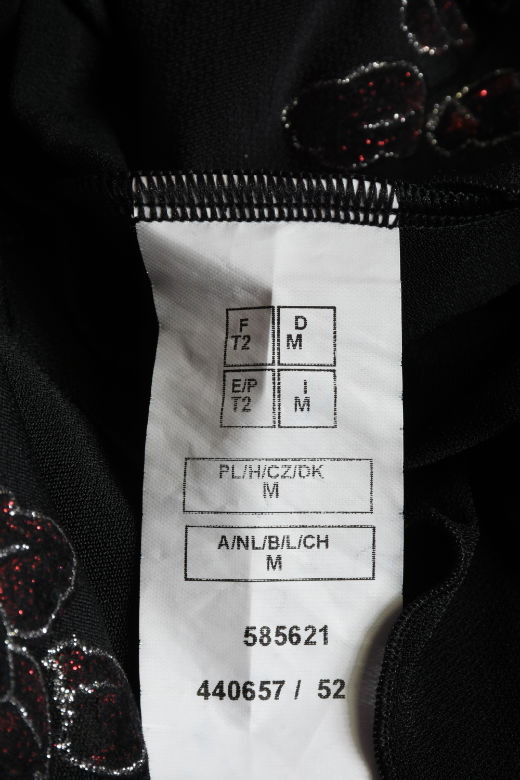 F D
T2 M
E/P I
T2 M
PL/H/CZ/DK
M
A/NL/B/L/CH
M
585621
440657 / 52